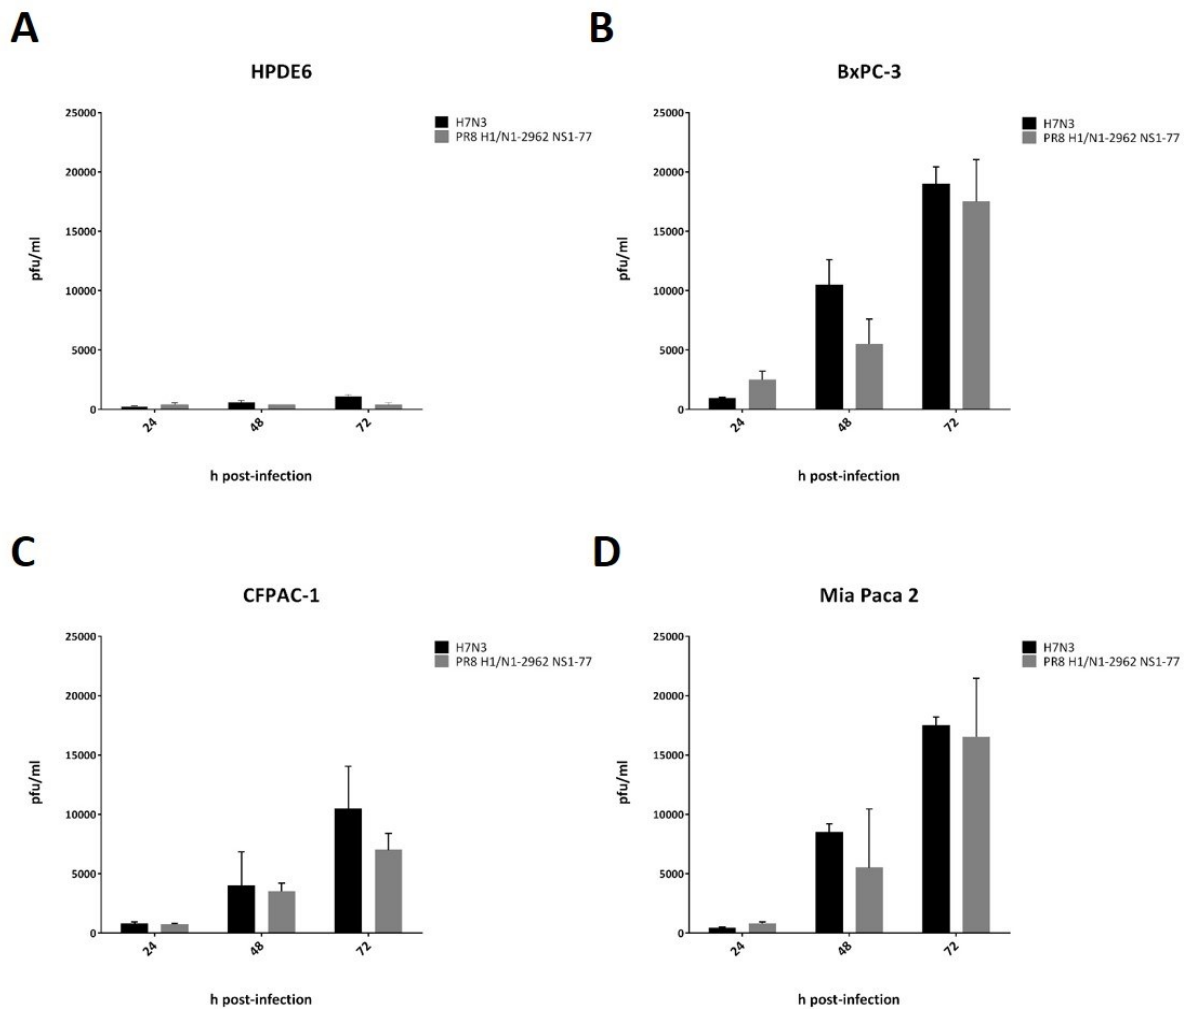 A
HPDE6
25000
20000
15000
10000
5000
0
pfu/ml
24
48
72
h post-infection
H7N3
PR8 H1/N1-2962 NS1-77
B
BxPC-3
25000
20000
15000
10000
5000
0
pfu/ml
24
48
72
h post-infection
H7N3
PR8 H1/N1-2962 NS1-77
C
CFPAC-1
25000
20000
15000
10000
5000
0
pfu/ml
24
48
72
h post-infection
H7N3
PR8 H1/N1-2962 NS1-77
D
Mia Paca 2
25000
20000
15000
10000
5000
0
pfu/ml
24
48
72
h post-infection
H7N3
PR8 H1/N1-2962 NS1-77